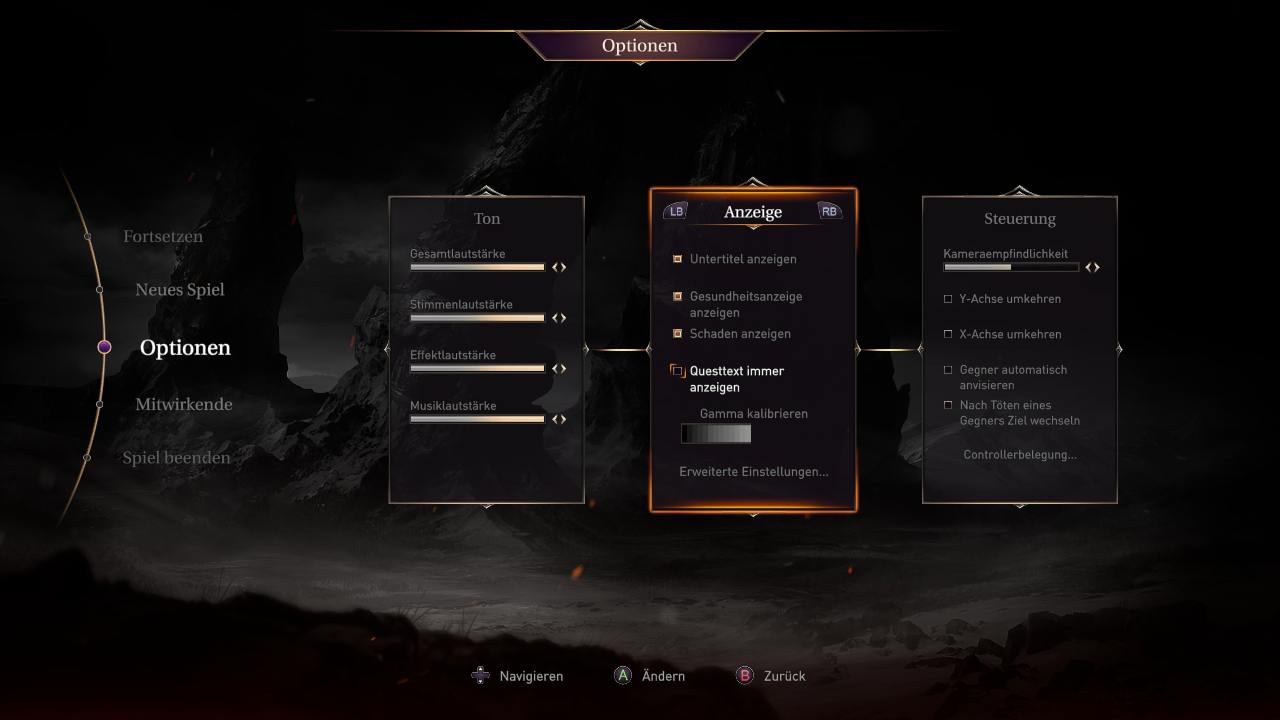 Optionen
Fortsetzen
Neues Spiel
Optionen
Mitwirkende
Spiel beenden
Ton
Gesamtlautstärke
Stimmenlautstärke
Effektlautstärke
Musiklautstärke
LB
Anzeige
RB
Untertitel anzeigen
Gesundheitsanzeige
anzeigen
Schaden anzeigen
Questtext immer
anzeigen
Gamma kalibrieren
Erweiterte Einstellungen...
Steuerung
Kameraempfindlichkeit
Y-Achse umkehren
X-Achse umkehren
Gegner automatisch
anvisieren
Nach Töten eines
Gegners Ziel wechseln
Controllerbelegung...
Navigieren
A Ändern
B Zurück